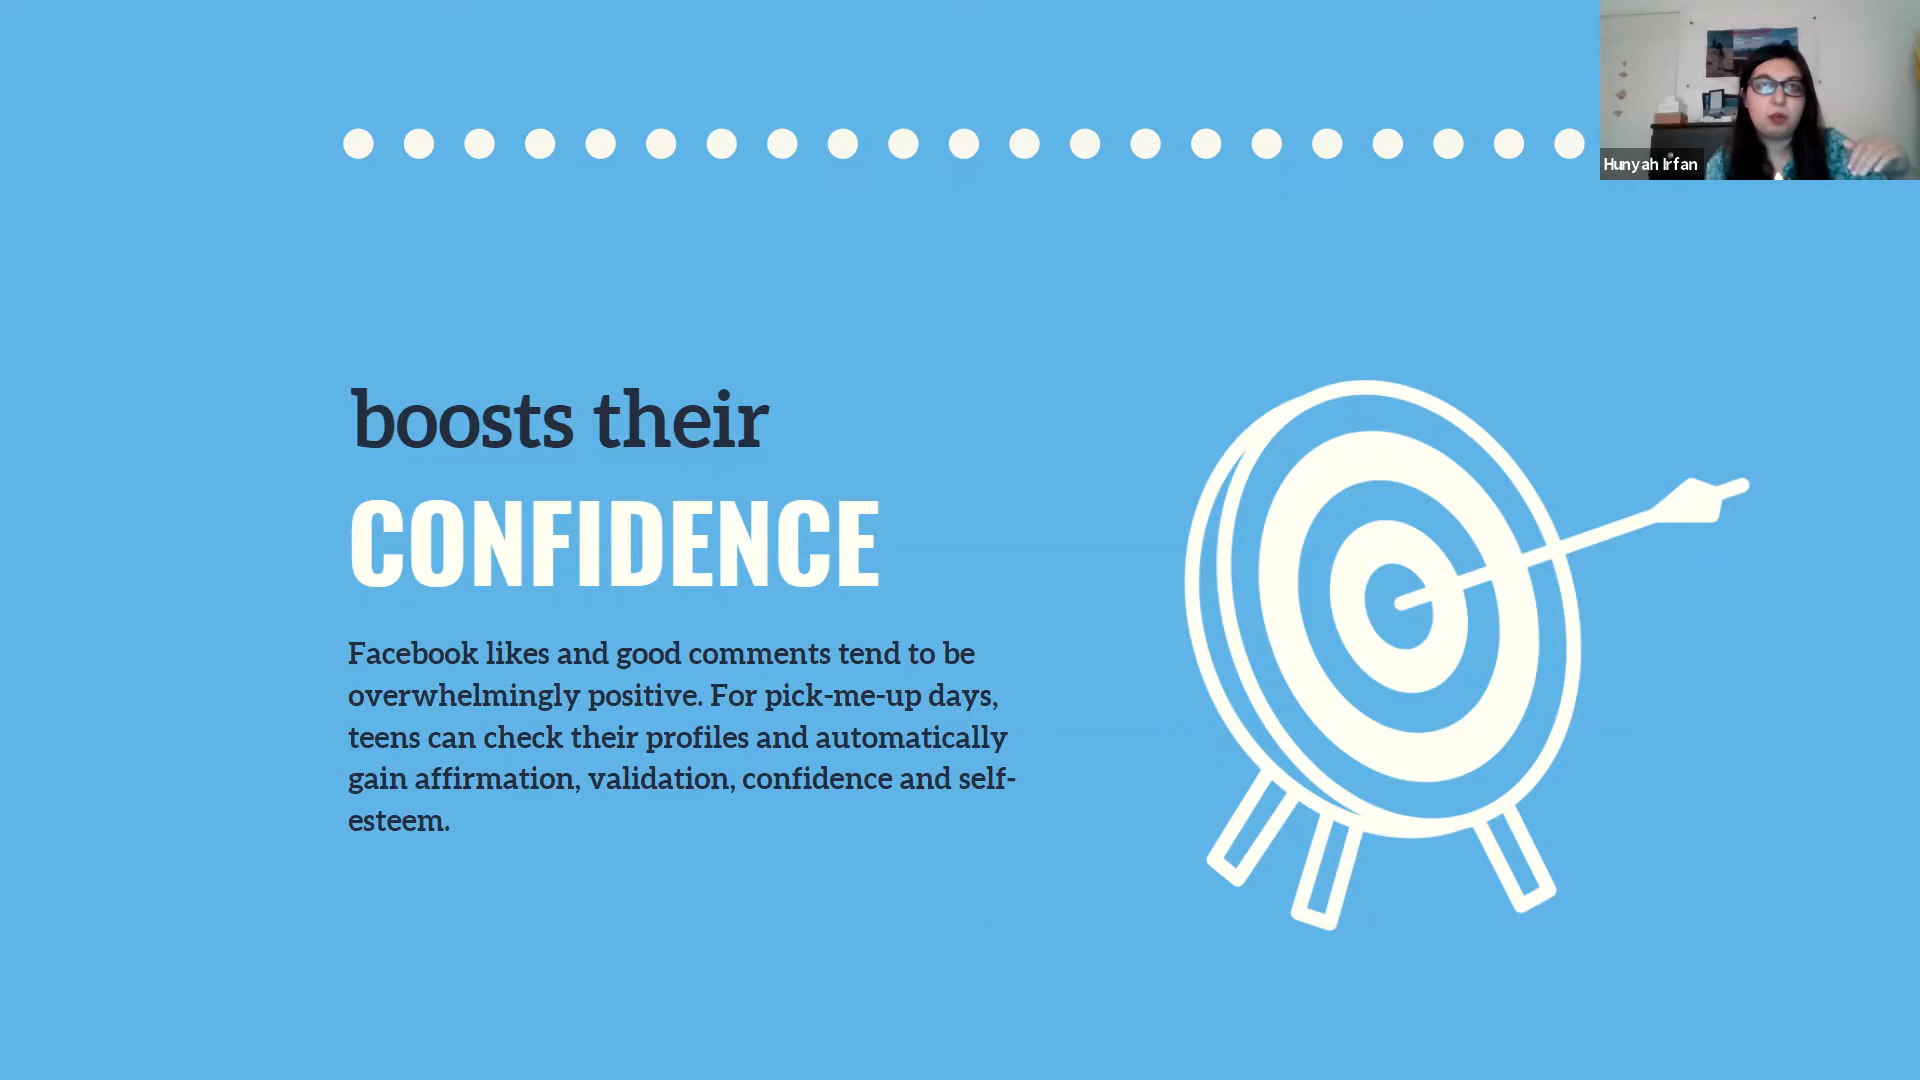 Hunyah Irfan
boosts their
CONFIDENCE
Facebook likes and good comments tend to be
overwhelmingly positive. For pick-me-up days,
teens can check their profiles and automatically
gain affirmation, validation, confidence and self-
esteem.